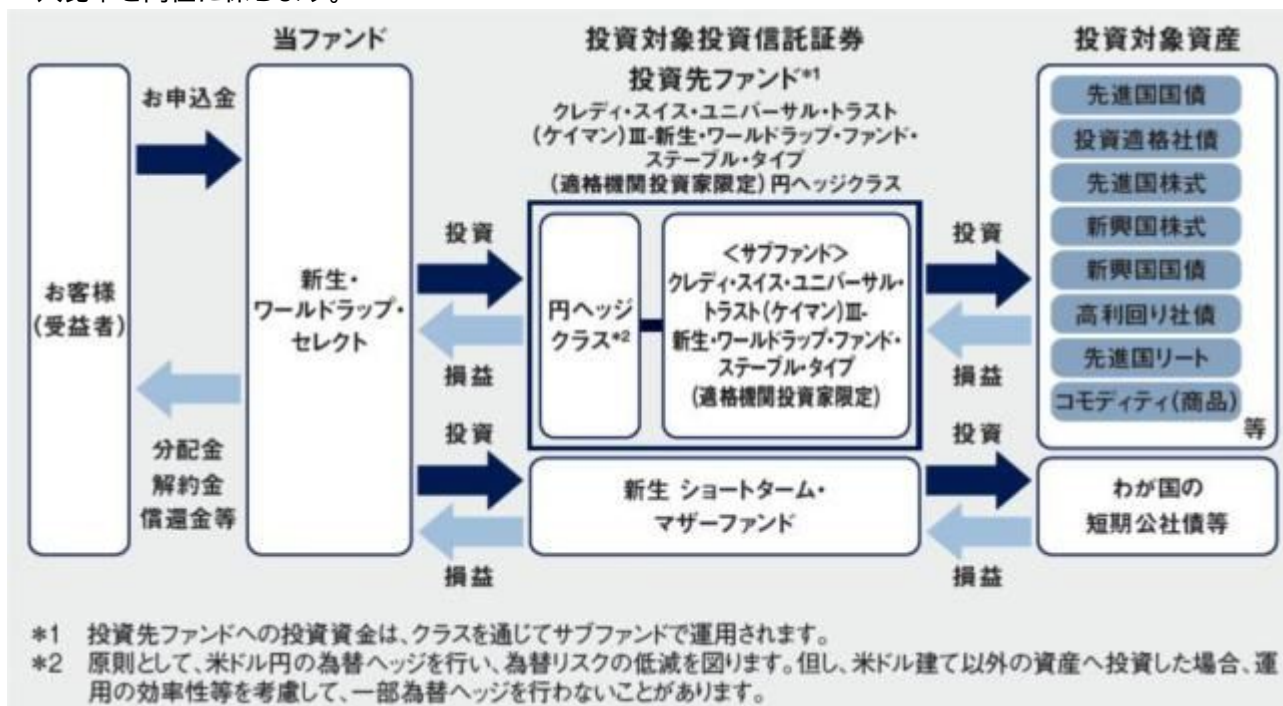 当ファンド
投資対象投資信託証券
投資対象資産
投資先ファンド*1
クレディ・スイス・ユニバーサル・トラスト
(ケイマン)Ⅲ-新生・ワールドラップ・ファンド・
ステーブル・タイプ
(適格機関投資家限定)円ヘッジクラス
お客様
(受益者)
お申込金
分配金
解約金
償還金等
新生・
ワールドラップ・
セレクト
投資
損益
円ヘッジ
クラス*2
<サブファンド>
クレディ・スイス・ユニバーサル・
トラスト(ケイマン)Ⅲ-
新生・ワールドラップ・ファンド・
ステーブル・タイプ
(適格機関投資家限定)
投資
損益
先進国国債
投資適格社債
先進国株式
新興国株式
新興国国債
高利回り社債
先進国リート
コモディティ(商品)
等
投資
損益
新生 ショートターム・
マザーファンド
投資
損益
わが国の
短期公社債等
*1 投資先ファンドへの投資資金は、クラスを通じてサブファンドで運用されます。
*2 原則として、米ドル円の為替ヘッジを行い、為替リスクの低減を図ります。但し、米ドル建て以外の資産へ投資した場合、運
用の効率性等を考慮して、一部為替ヘッジを行わないことがあります。